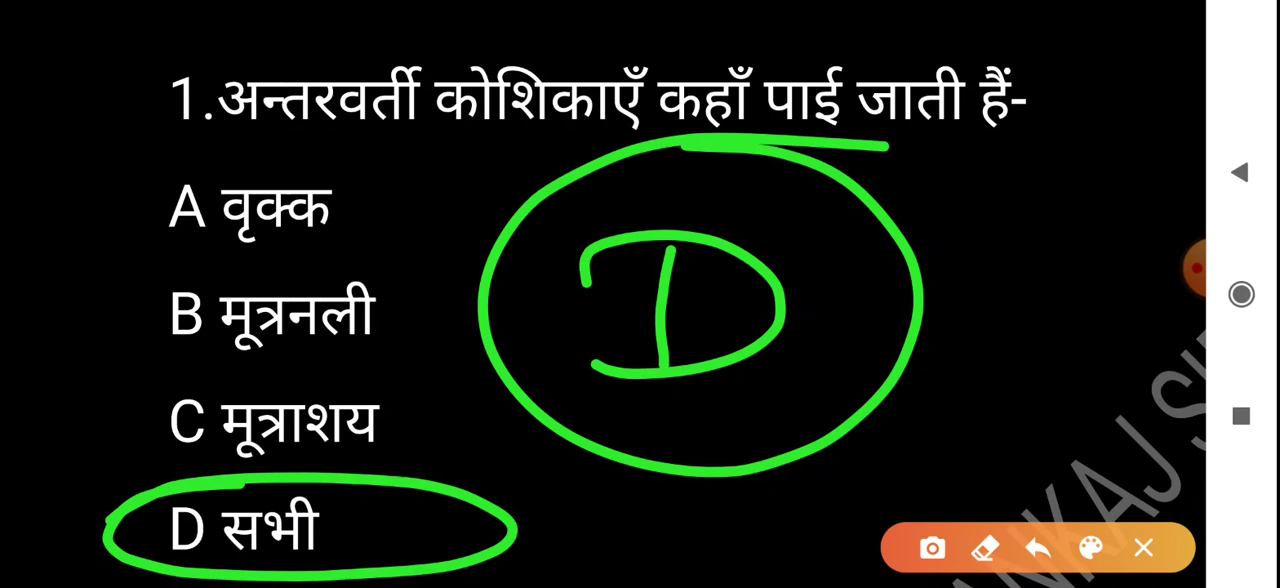 1.अन्तरवर्ती कोशिकाएँ कहाँ पाई जाती हैं-
A वृक्क
B मूत्रनली
D
C मूत्राशय
D सभी